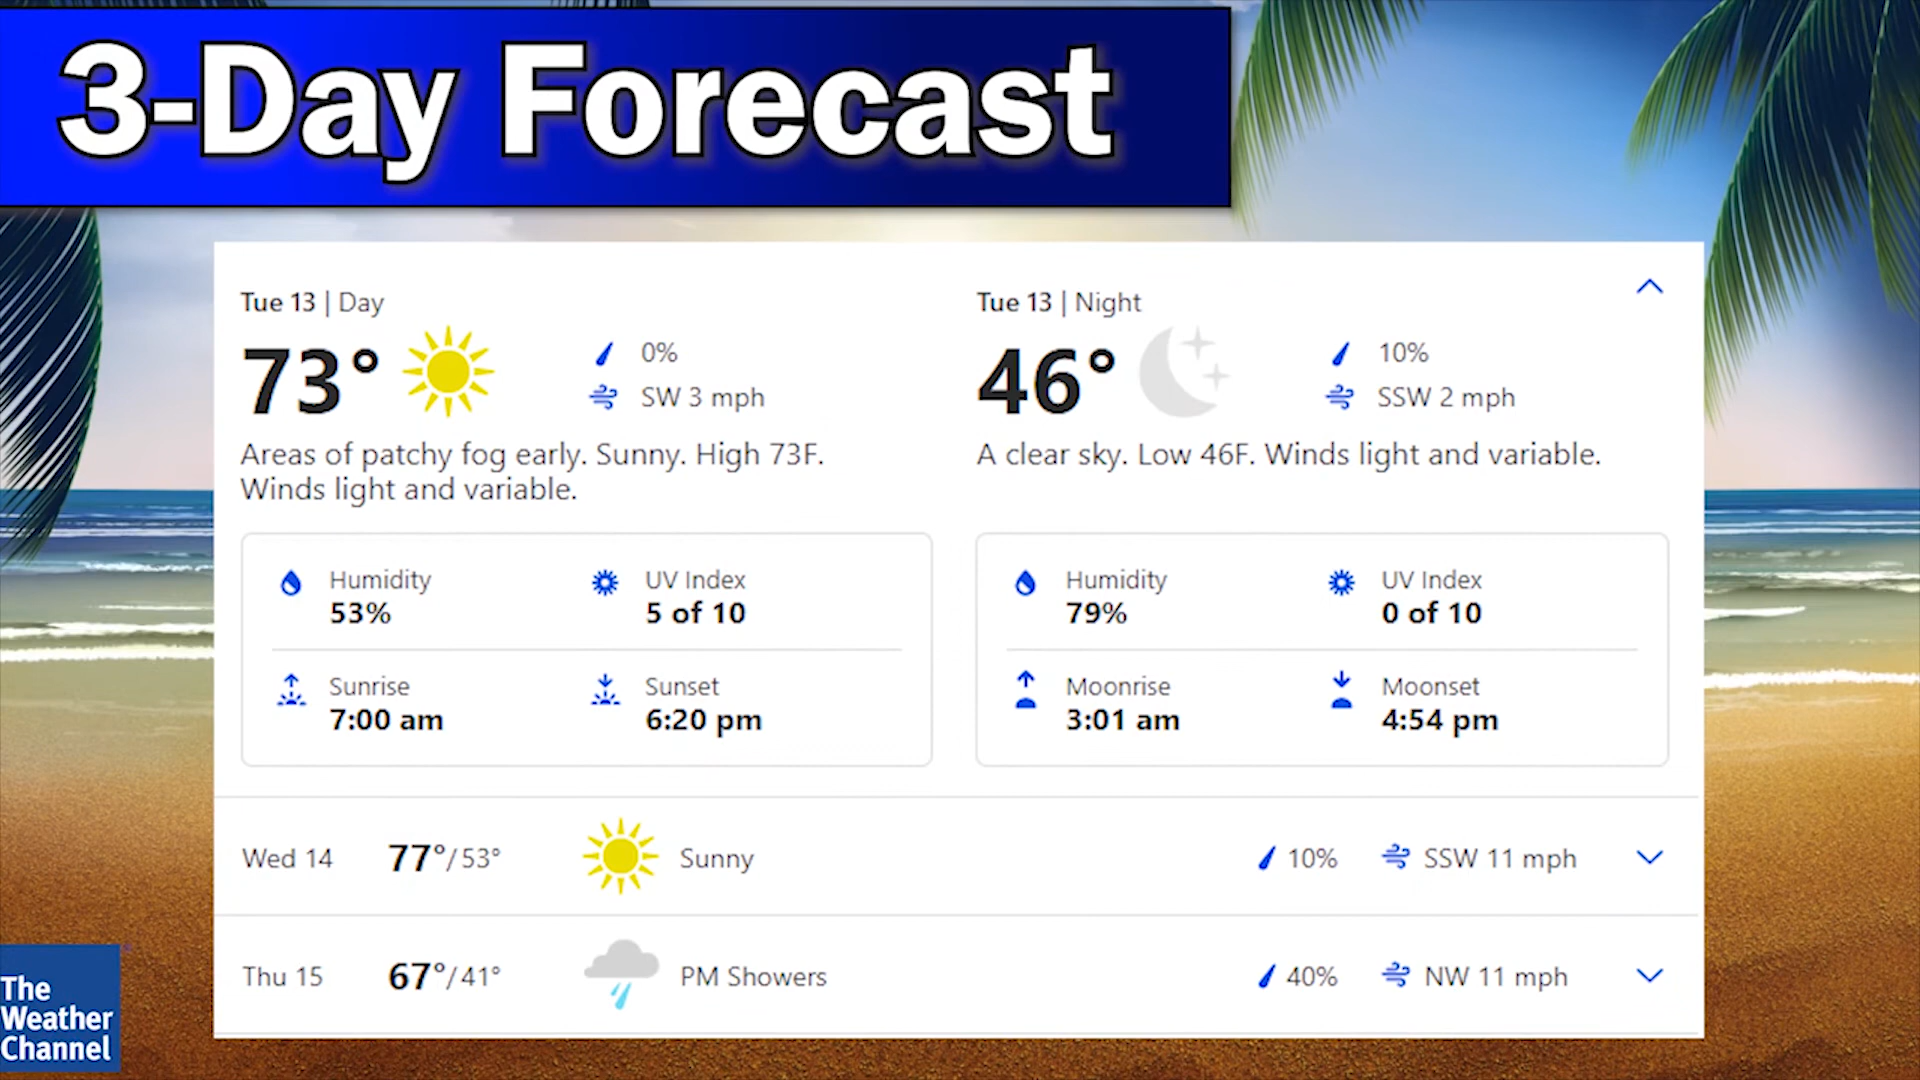 3-Day Forecast
Tue 13 | Day
73°
0%
SW 3 mph
Areas of patchy fog early. Sunny. High 73F.
Winds light and variable.
Humidity
53%
UV Index
5 of 10
Sunrise
7:00 am
Sunset
6:20 pm
Tue 13 | Night
46°
10%
SSW 2 mph
A clear sky. Low 46F. Winds light and variable.
Humidity
79%
UV Index
0 of 10
Moonrise
3:01 am
Moonset
4:54 pm
Wed 14 77°/53° Sunny 10% SSW 11 mph
Thu 15 67°/41° PM Showers 40% NW 11 mph
The
Weather
Channel